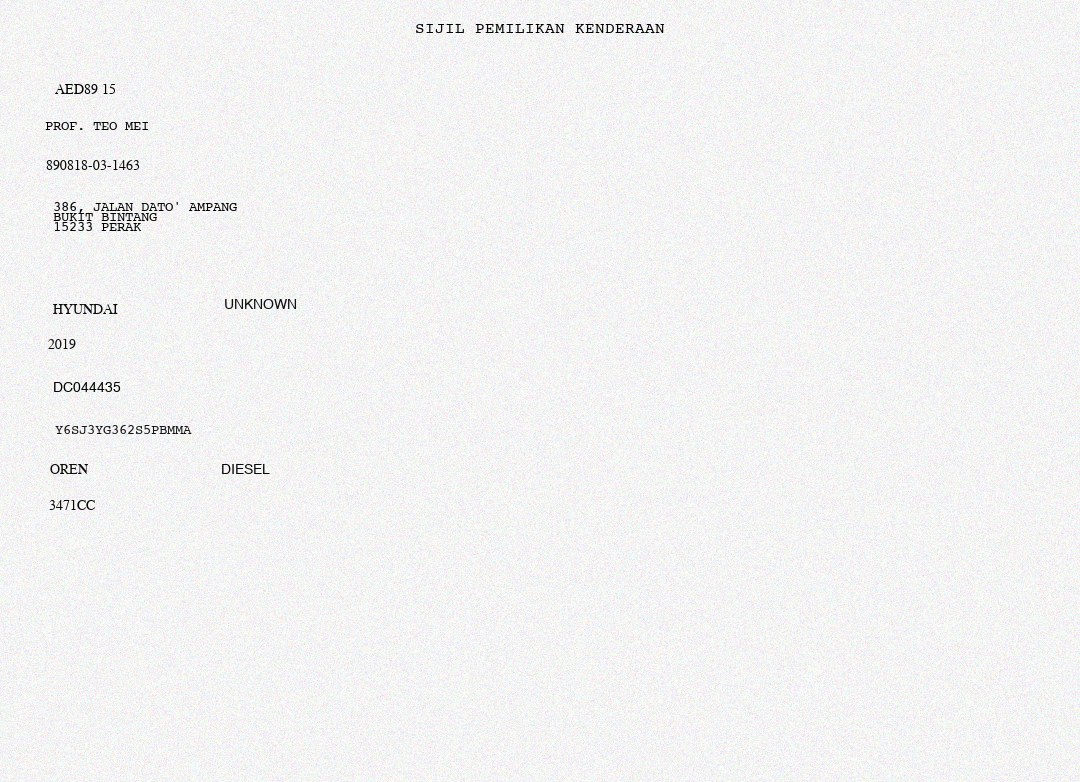 SIJIL PEMILIKAN KENDERAAN
AED89 15
PROF. TEO MEI
890818-03-1463
386, JALAN DATO' AMPANG
BUKIT BINTANG
15233 PERAK
HYUNDAI UNKNOWN
2019
DC044435
Y6SJ3YG362S5PBMMA
OREN DIESEL
3471CC